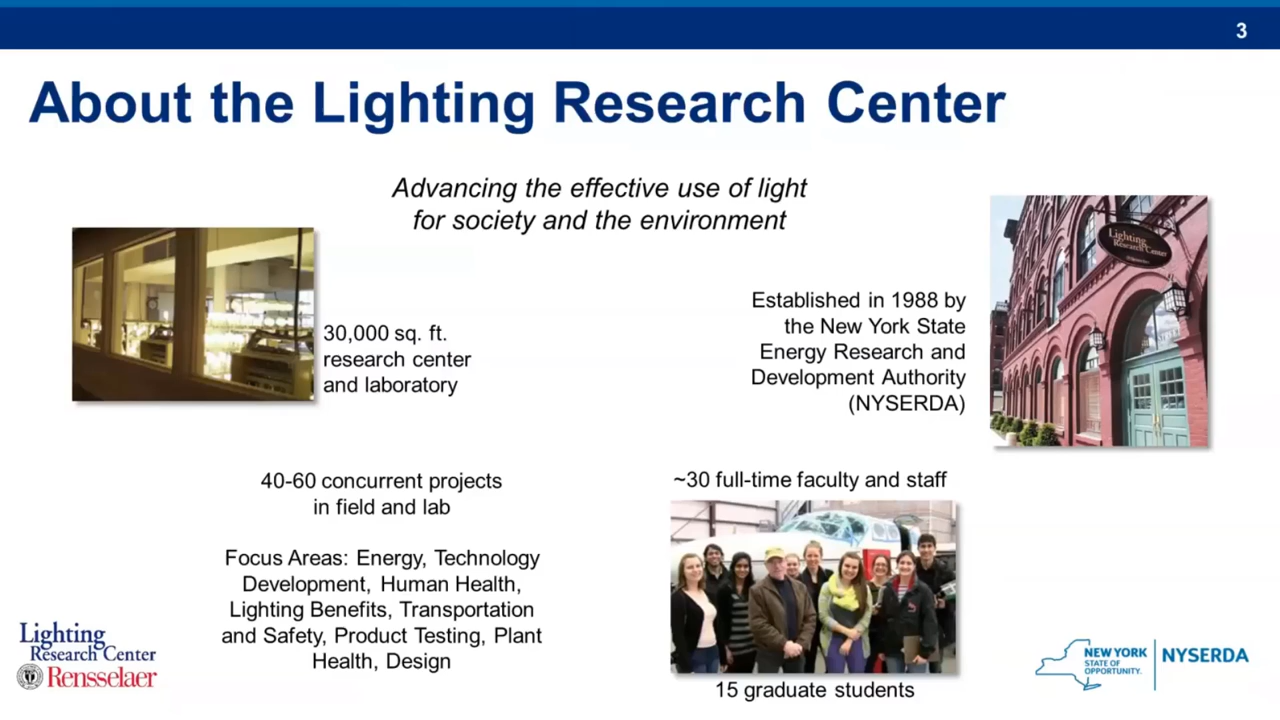 3
About the Lighting Research Center
Advancing the effective use of light
for society and the environment
Lighting
Research Center
30,000 sq. ft.
research center
and laboratory
Established in 1988 by
the New York State
Energy Research and
Development Authority
(NYSERDA)
40-60 concurrent projects
in field and lab
Focus Areas: Energy, Technology
Development, Human Health,
Lighting Benefits, Transportation
and Safety, Product Testing, Plant
Health, Design
~30 full-time faculty and staff
15 graduate students
Lighting
Research Center
Rensselaer
NEW YORK
STATE OF
OPPORTUNITY.
NYSERDA